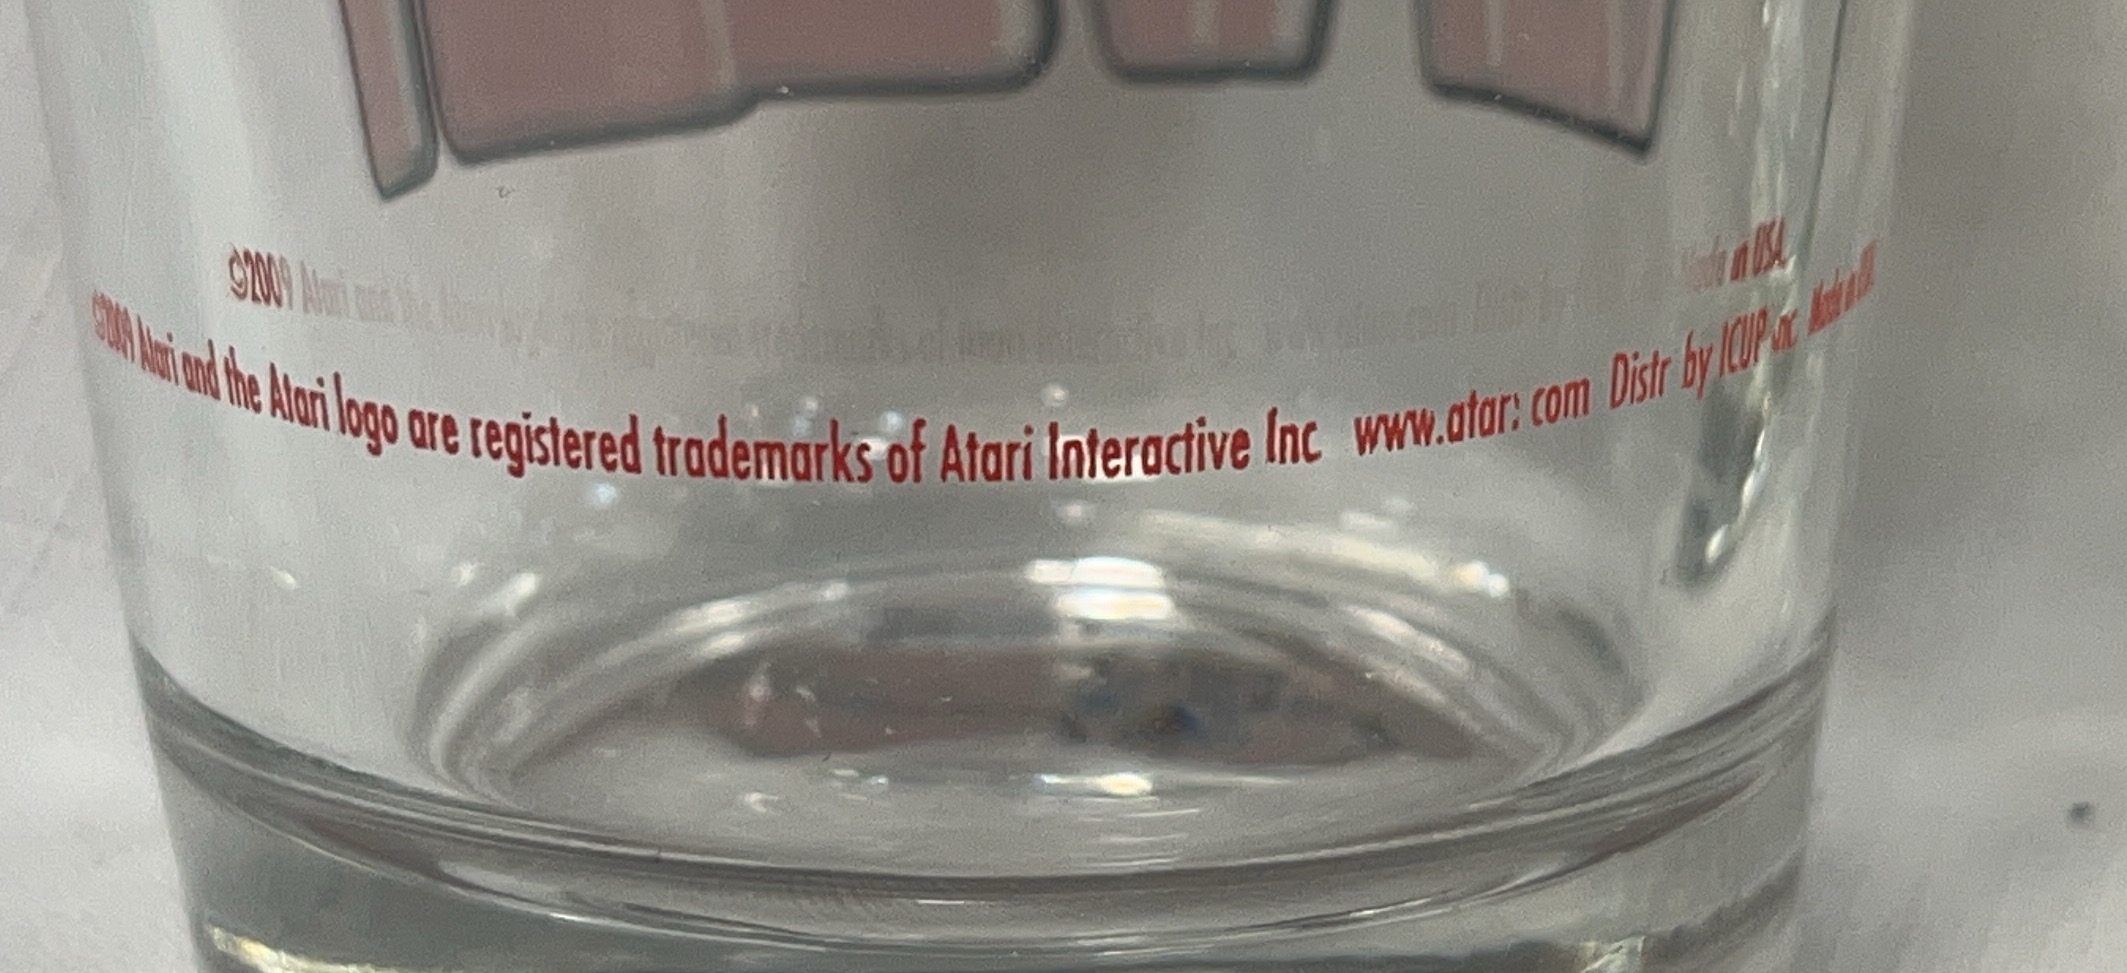 ©2009 Atari and the Atari logo are registered trademarks of Atari Interactive Inc www.atari com Distr by ICUP Inc Made in USA